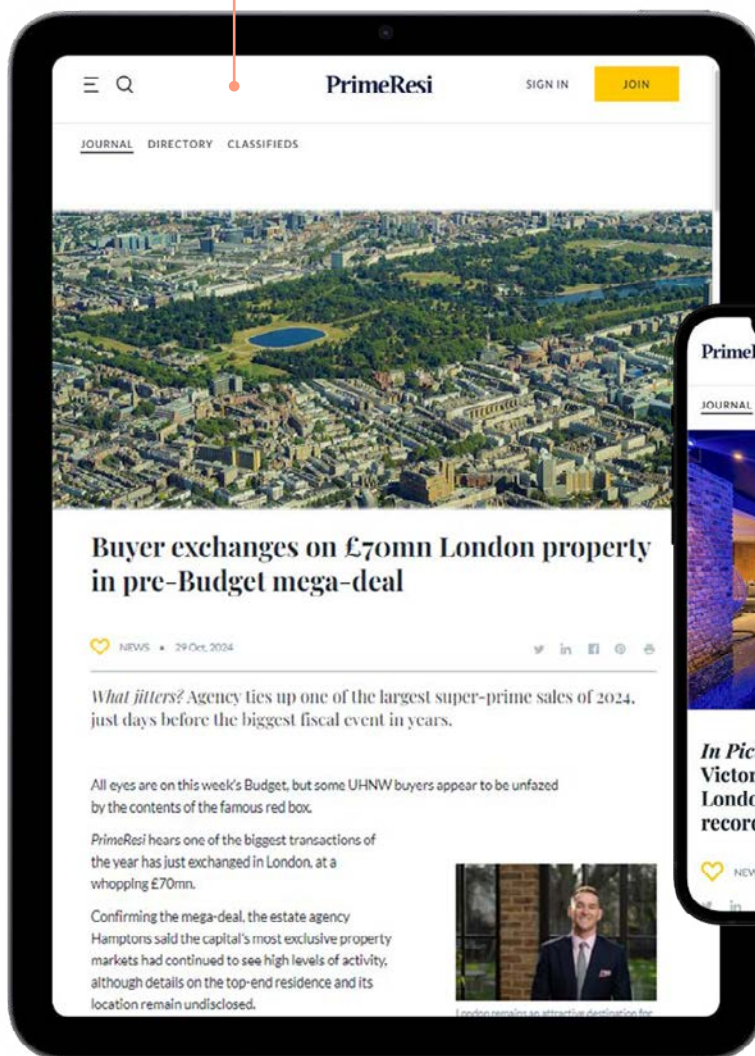 PrimeResi
SIGN IN
JOIN
JOURNAL DIRECTORY CLASSIFIEDS
Buyer exchanges on £70mn London property
in pre-Budget mega-deal
NEWS • 29 Oct, 2024
What jitters? Agency ties up one of the largest super-prime sales of 2024,
just days before the biggest fiscal event in years.
All eyes are on this week's Budget, but some UHNW buyers appear to be unfazed
by the contents of the famous red box.
PrimeResi hears one of the biggest transactions of
the year has just exchanged in London, at a
whopping £70mn.
Confirming the mega-deal, the estate agency
Hamptons said the capital's most exclusive property
markets had continued to see high levels of activity,
although details on the top-end residence and its
location remain undisclosed.
London remains an attractive destination for
JOURNAL
In